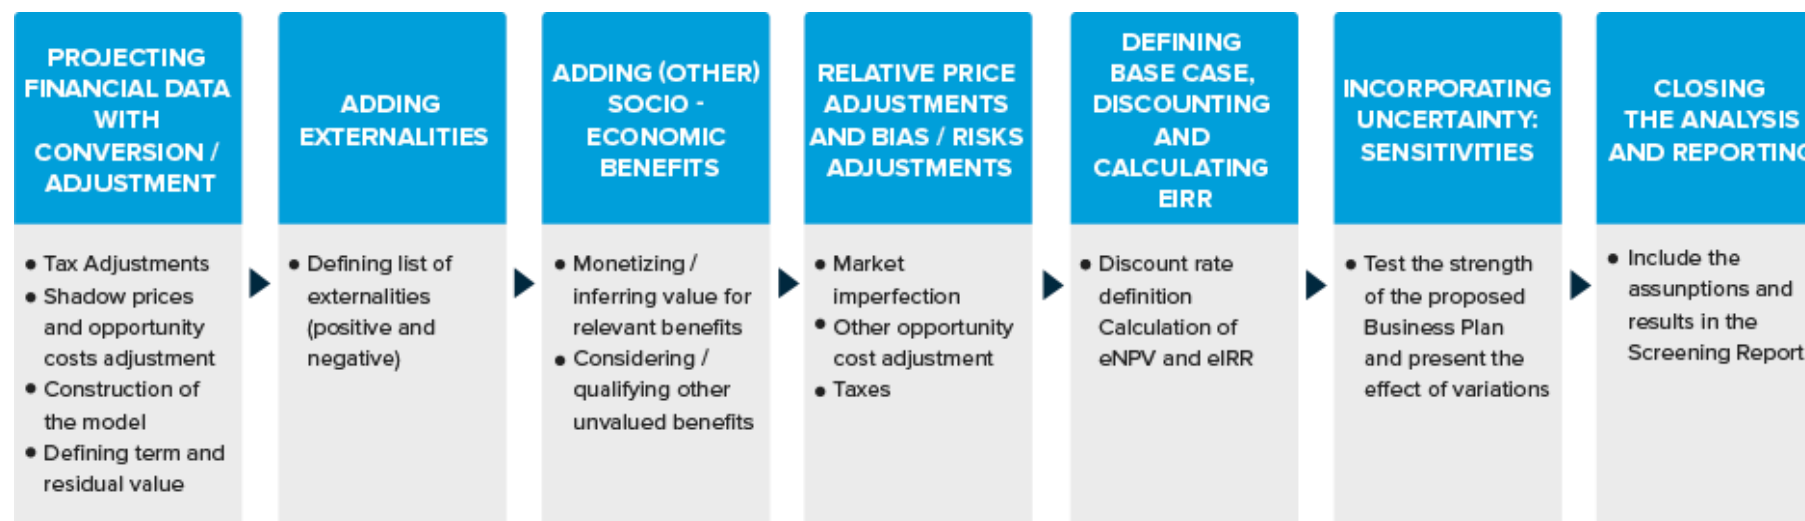 PROJECTING
FINANCIAL DATA
WITH
CONVERSION /
ADJUSTMENT
• Tax Adjustments
• Shadow prices
and opportunity
costs adjustment
• Construction of
the model
• Defining term and
residual value
ADDING
EXTERNALITIES
• Defining list of
externalities
(positive and
negative)
ADDING (OTHER)
SOCIO -
ECONOMIC
BENEFITS
• Monetizing /
inferring value for
relevant benefits
• Considering /
qualifying other
unvalued benefits
RELATIVE PRICE
ADJUSTMENTS
AND BIAS / RISKS
ADJUSTMENTS
• Market
imperfection
• Other opportunity
cost adjustment
• Taxes
DEFINING
BASE CASE,
DISCOUNTING
AND
CALCULATING
EIRR
• Discount rate
definition
Calculation of
eNPV and eIRR
INCORPORATING
UNCERTAINTY:
SENSITIVITIES
• Test the strength
of the proposed
Business Plan
and present the
effect of variations
CLOSING
THE ANALYSIS
AND REPORTING
• Include the
assumptions and
results in the
Screening Report